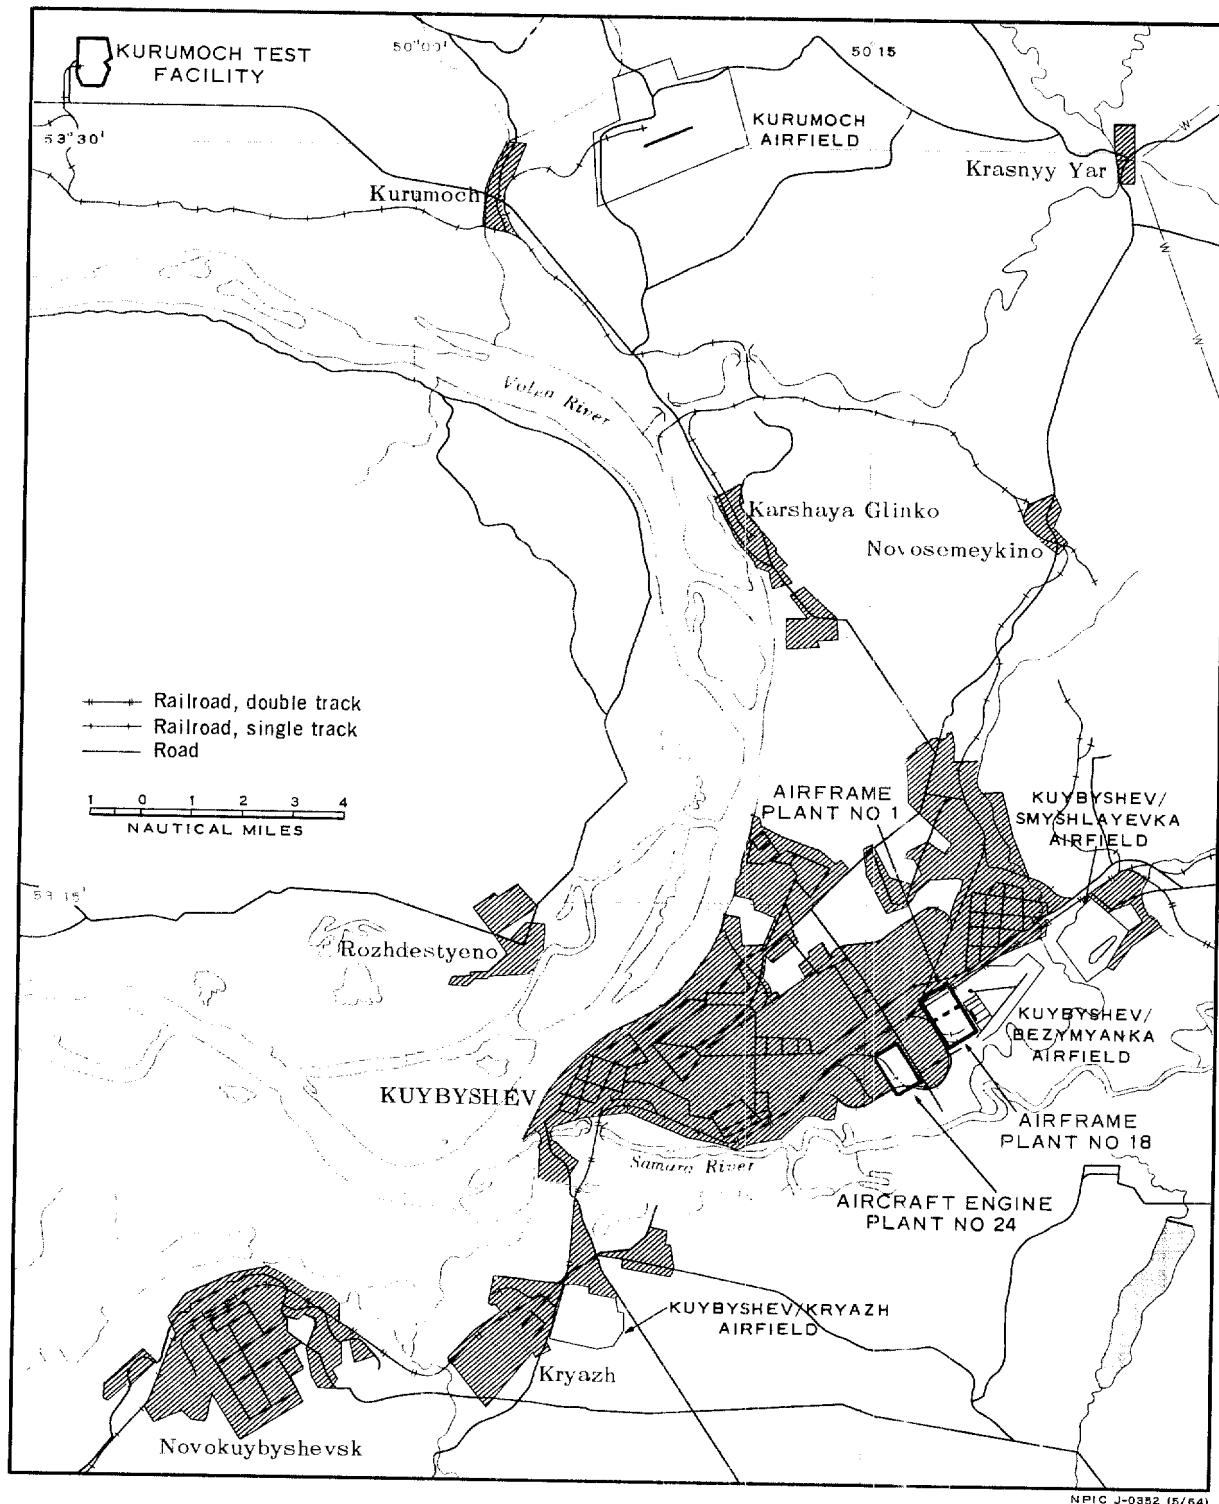 KURUMOCH TEST
FACILITY
50°00'
50 15
53°30'
KURUMOCH
AIRFIELD
Krasnyy Yar
W
Kurumoch
W
W
Volga River
Karshaya Glinko
Novosemeykino
Railroad, double track
Railroad, single track
Road
1 0 1 2 3 4
NAUTICAL MILES
AIRFRAME
PLANT NO 1
KUYBYSHEV/
SMYSHLAYEVKA
AIRFIELD
53 15'
Rozhdestyeno
KUYBYSHEV/
BEZYMYANKA
AIRFIELD
KUYBYSHEV
AIRFRAME
PLANT NO 18
Samara River
AIRCRAFT ENGINE
PLANT NO 24
KUYBYSHEV/KRYAZH
AIRFIELD
Kryazh
Novokuybyshevsk
NPIC J-0352 (5/64)